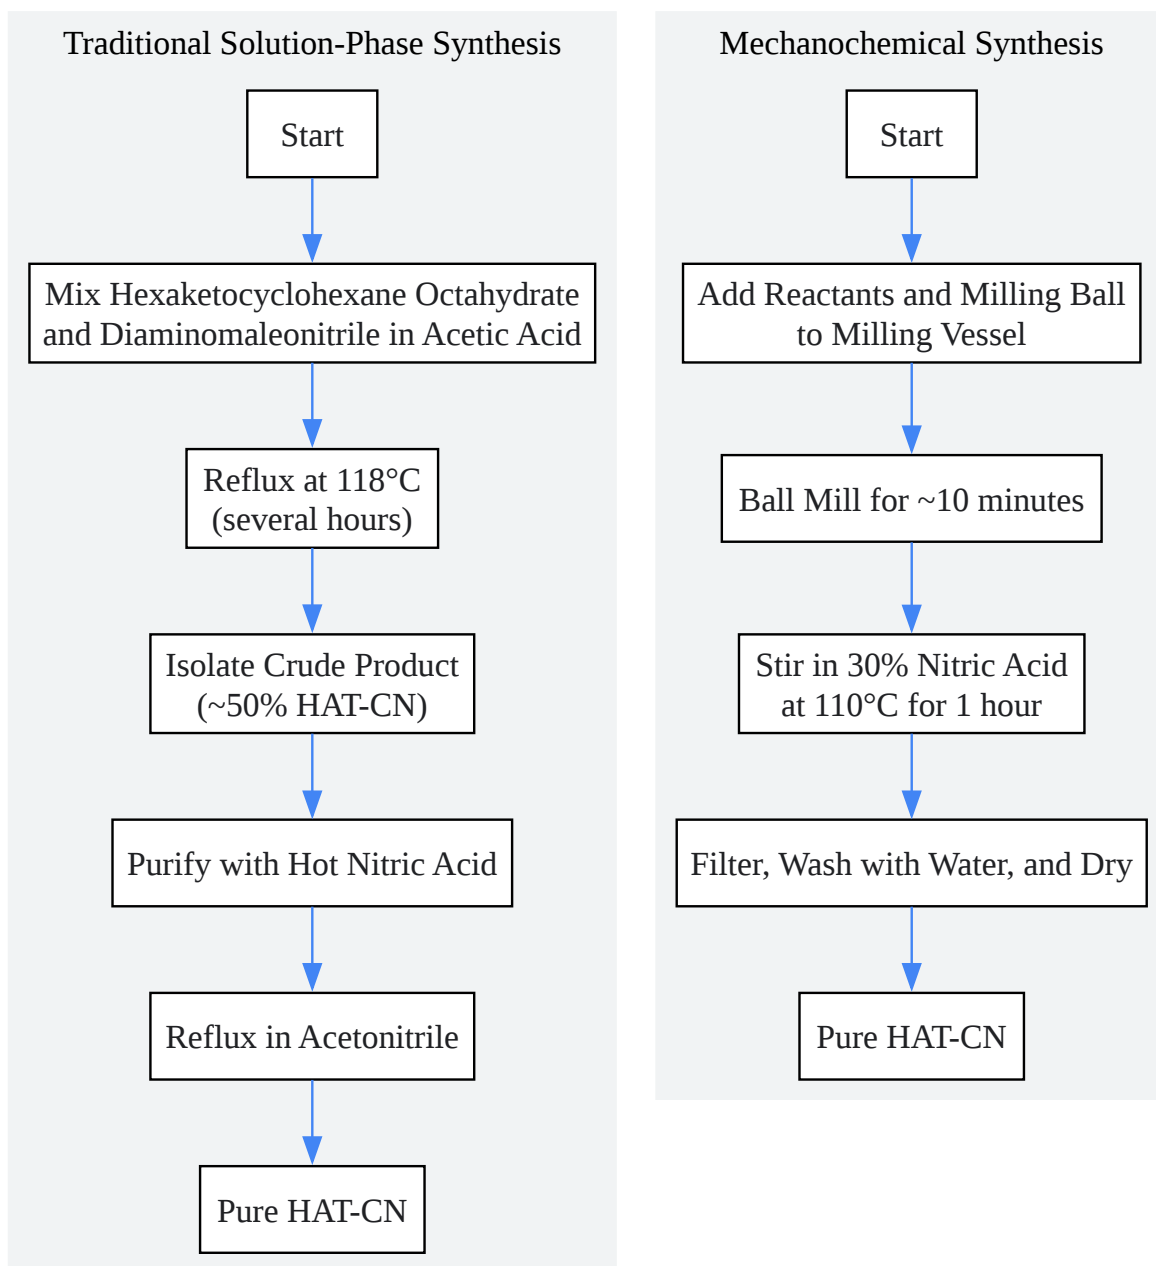 Traditional Solution-Phase Synthesis
Start
Mix Hexaketocyclohexane Octahydrate
and Diaminomaleonitrile in Acetic Acid
Reflux at 118°C
(several hours)
Isolate Crude Product
(~50% HAT-CN)
Purify with Hot Nitric Acid
Reflux in Acetonitrile
Pure HAT-CN
Mechanochemical Synthesis
Start
Add Reactants and Milling Ball
to Milling Vessel
Ball Mill for ~10 minutes
Stir in 30% Nitric Acid
at 110°C for 1 hour
Filter, Wash with Water, and Dry
Pure HAT-CN